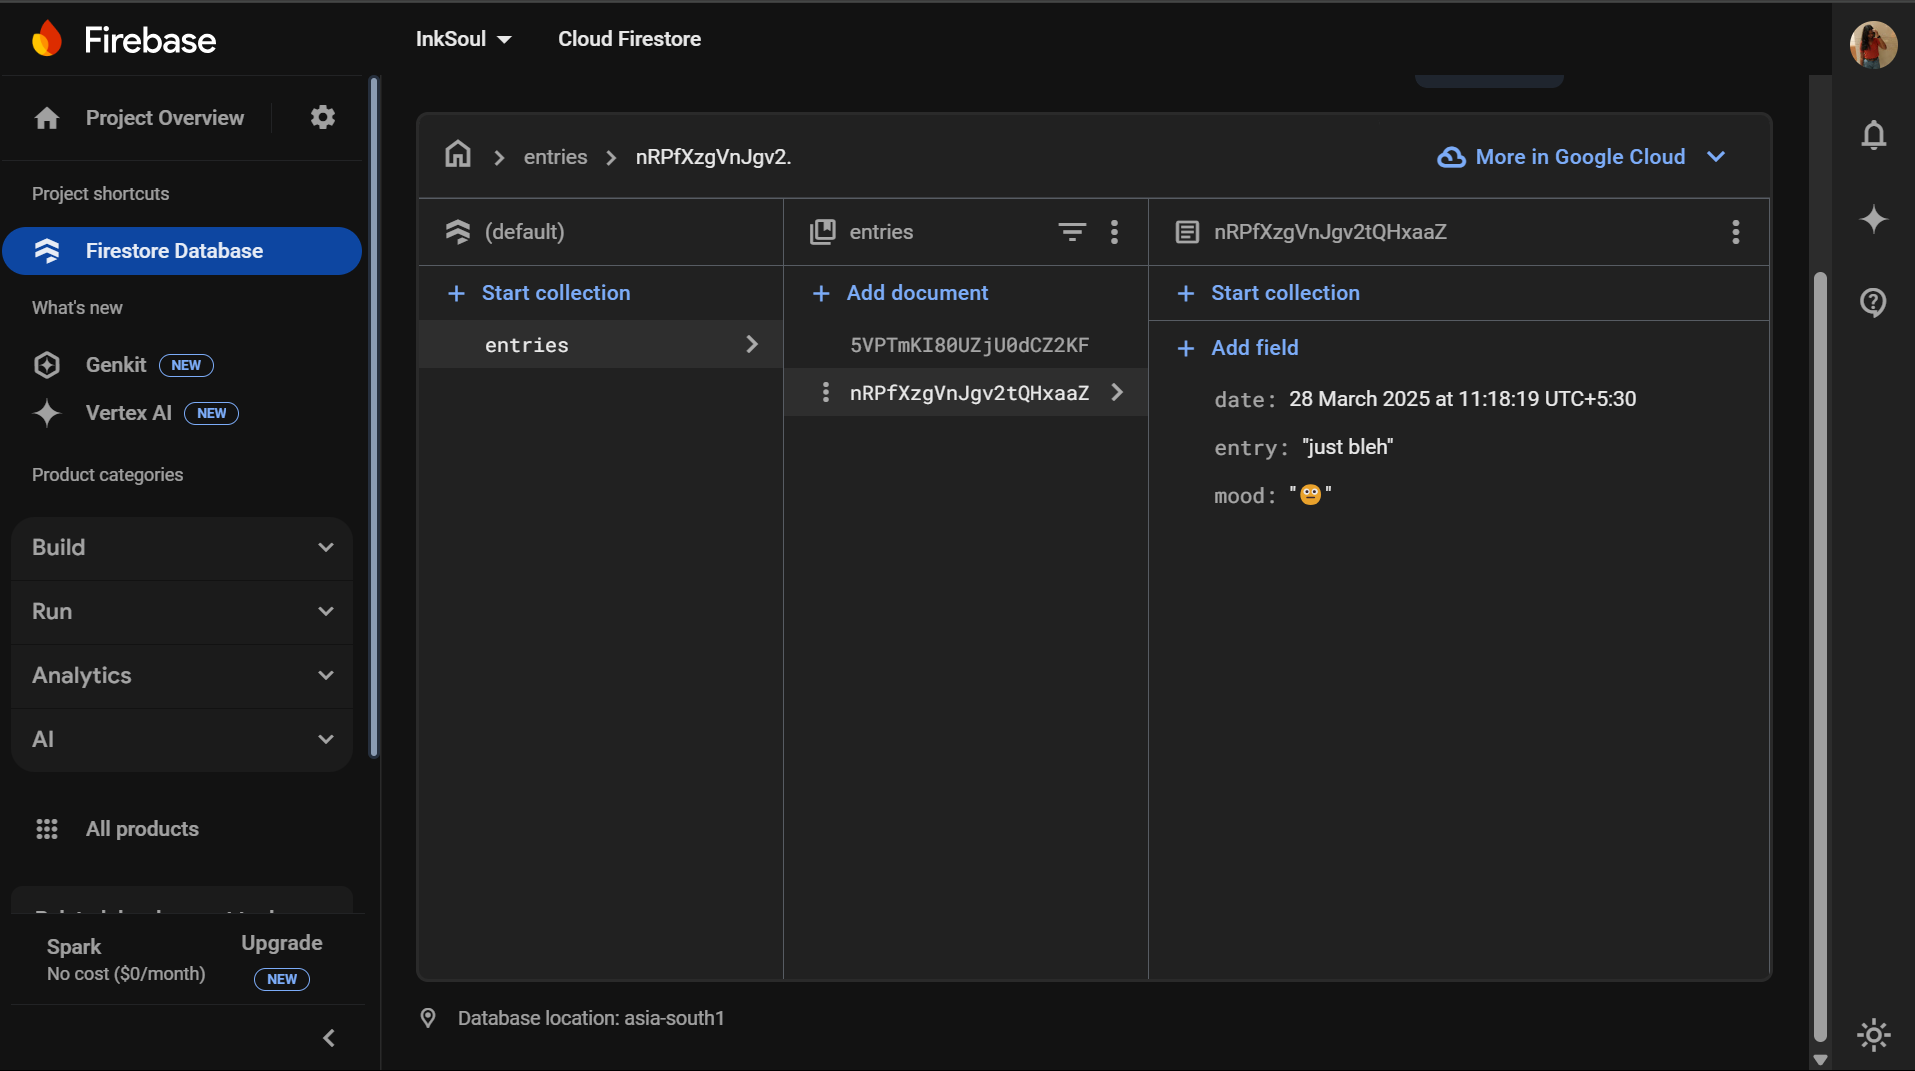 Firebase
InkSoul
Cloud Firestore
Project Overview
Project shortcuts
Firestore Database
What's new
Genkit NEW
Vertex AI NEW
Product categories
Build
Run
Analytics
AI
All products
Spark
No cost ($0/month)
Upgrade
NEW
entries
nRPfXzgVnJgv2.
More in Google Cloud
(default)
+ Start collection
entries
entries
+ Add document
5VPTmKI80UZjU0dCZ2KF
nRPfXzgVnJgv2tQHxaaZ
nRPfXzgVnJgv2tQHxaaZ
+ Start collection
+ Add field
date: 28 March 2025 at 11:18:19 UTC+5:30
entry: "just bleh"
mood: "😐"
Database location: asia-south1